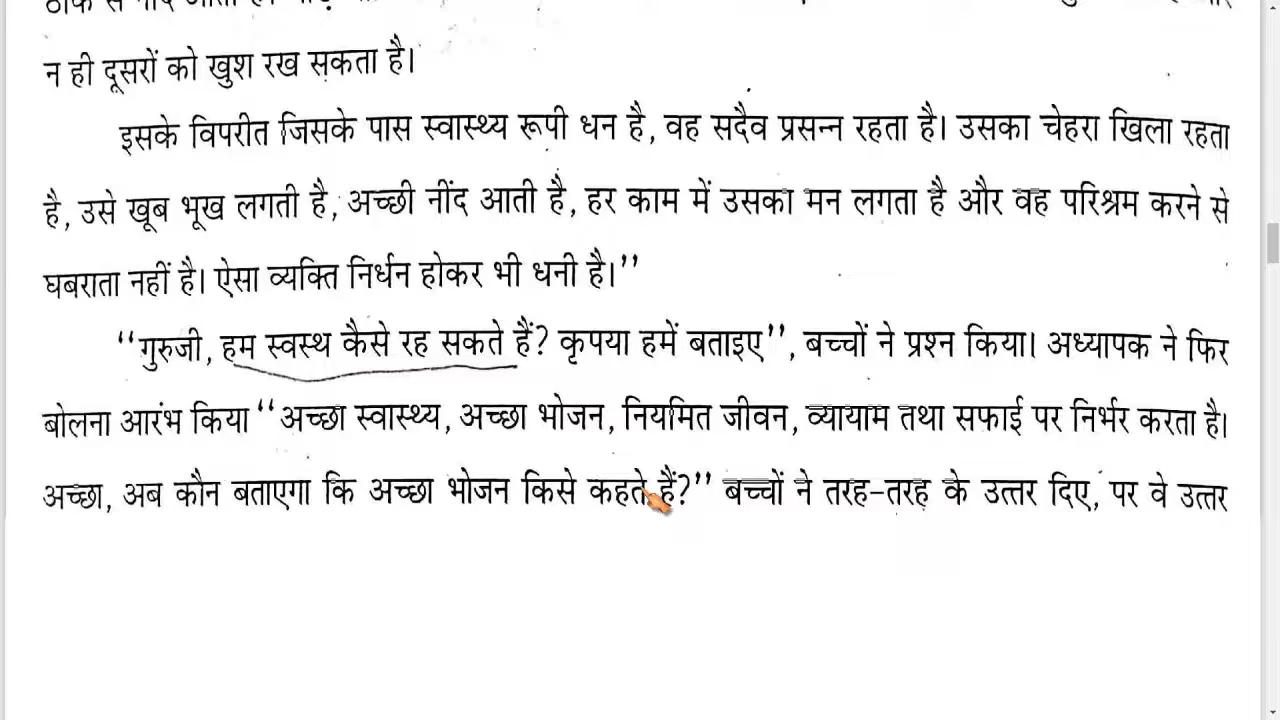 न ही दूसरों को खुश रख सकता है।
इसके विपरीत जिसके पास स्वास्थ्य रूपी धन है, वह सदैव प्रसन्न रहता है। उसका चेहरा खिला रहता
है, उसे खूब भूख लगती है, अच्छी नींद आती है, हर काम में उसका मन लगता है और वह परिश्रम करने से
घबराता नहीं है। ऐसा व्यक्ति निर्धन होकर भी धनी है।”
“गुरुजी, हम स्वस्थ कैसे रह सकते हैं? कृपया हमें बताइए”, बच्चों ने प्रश्न किया। अध्यापक ने फिर
बोलना आरंभ किया “अच्छा स्वास्थ्य, अच्छा भोजन, नियमित जीवन, व्यायाम तथा सफाई पर निर्भर करता है।
अच्छा, अब कौन बताएगा कि अच्छा भोजन किसे कहते हैं?” बच्चों ने तरह-तरह के उत्तर दिए, पर वे उत्तर